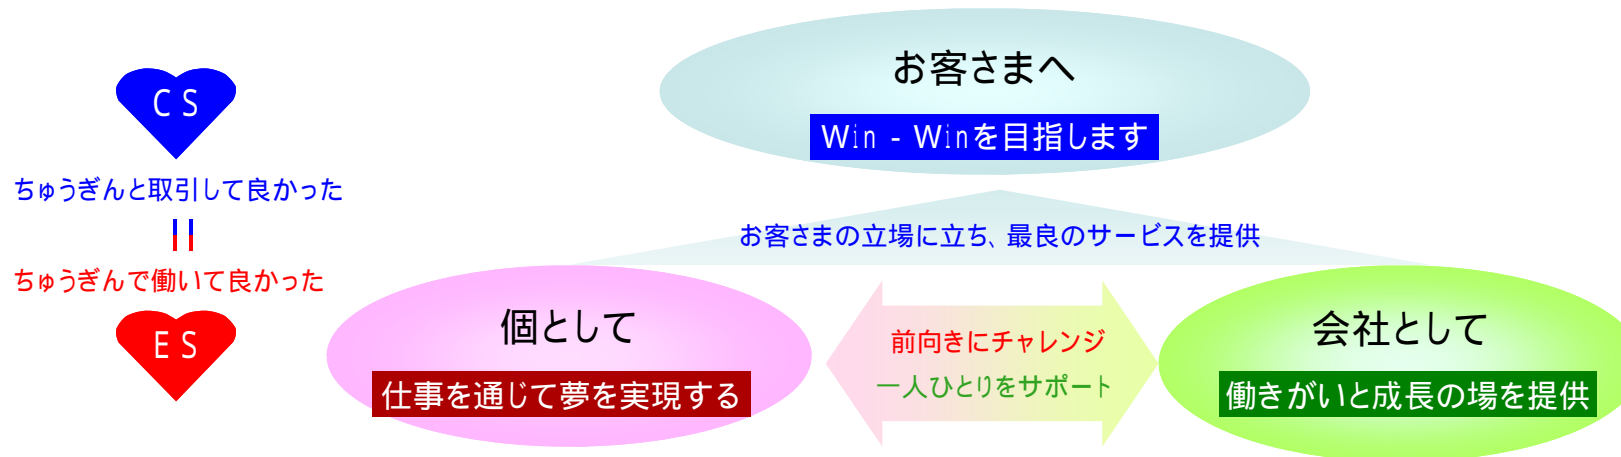 CS
ちゅうぎんと取引して良かった
||
ちゅうぎんで働いて良かった
ES
お客さまへ
Win - Winを目指します
お客さまの立場に立ち、最良のサービスを提供
個として
仕事を通じて夢を実現する
前向きにチャレンジ
一人ひとりをサポート
会社として
働きがいと成長の場を提供